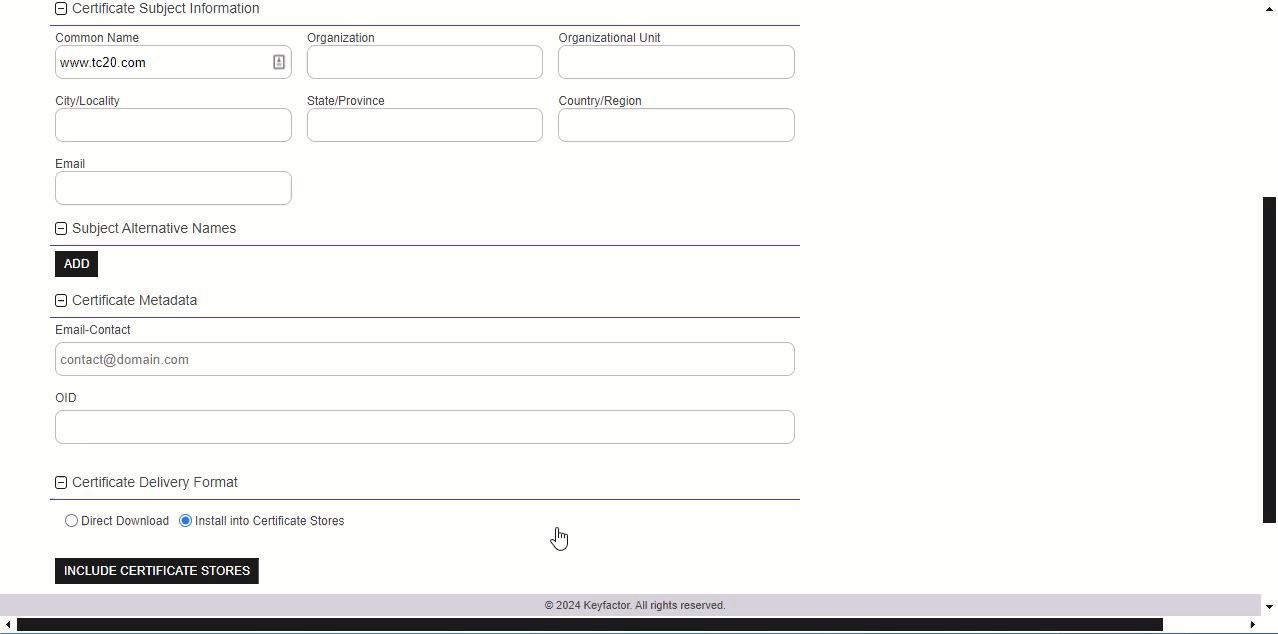 Certificate Subject Information
Common Name Organization Organizational Unit
www.tc20.com
City/Locality State/Province Country/Region
Email
Subject Alternative Names
ADD
Certificate Metadata
Email-Contact
contact@domain.com
OID
Certificate Delivery Format
Direct Download Install into Certificate Stores
INCLUDE CERTIFICATE STORES
© 2024 Keyfactor. All rights reserved.